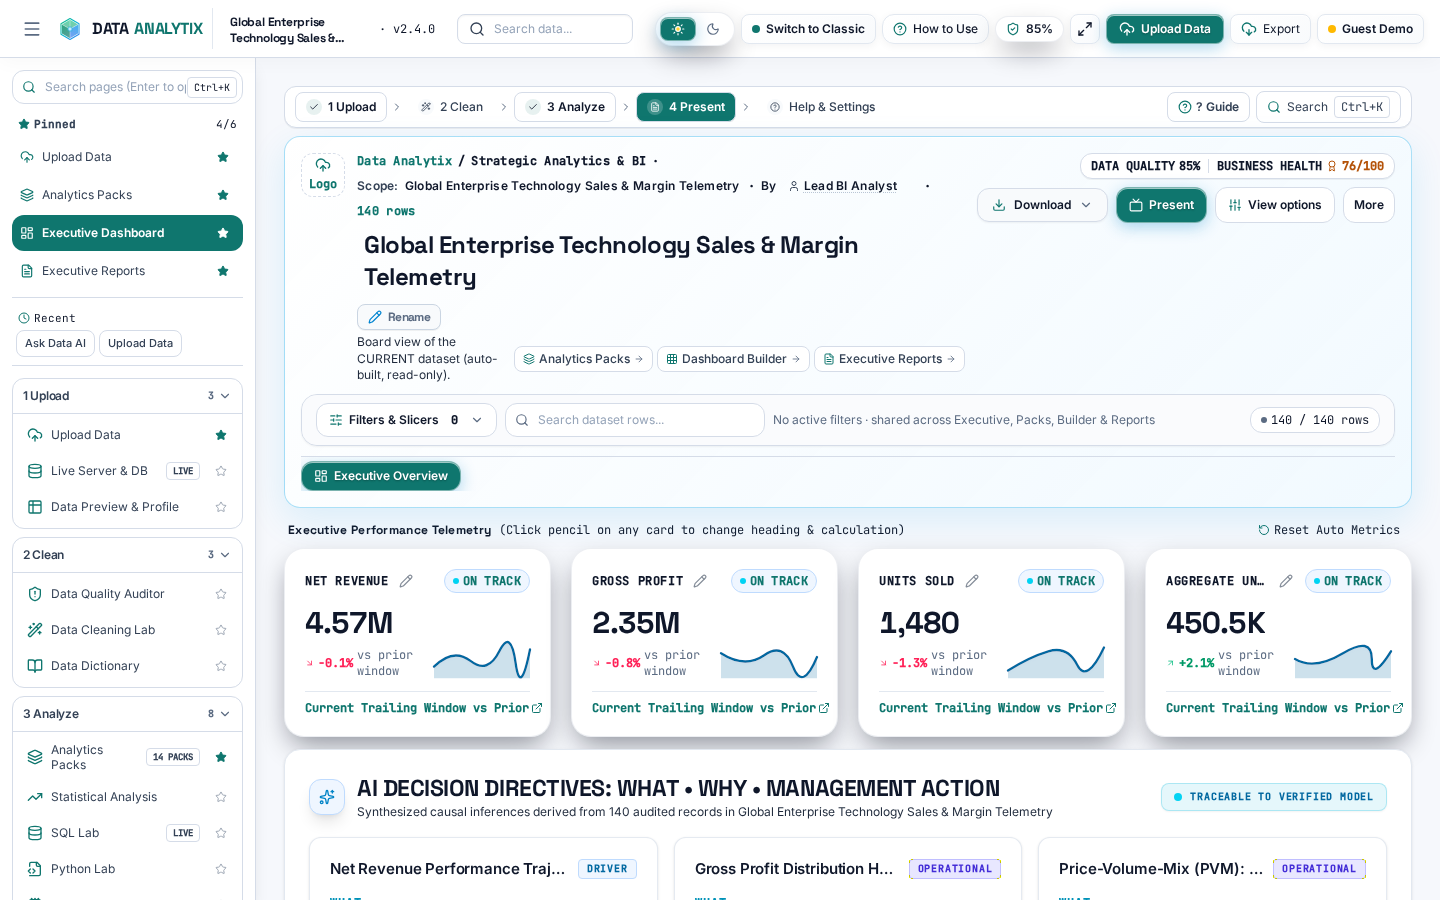 DATA ANALYTIX
Global Enterprise
Technology Sales &...
· v2.4.0
Search data...
Switch to Classic
How to Use
85%
Upload Data
Export
Guest Demo
Search pages (Enter to op
Ctrl+K
Pinned
4/6
Upload Data
Analytics Packs
Executive Dashboard
Executive Reports
Recent
Ask Data AI
Upload Data
1 Upload
3
Upload Data
Live Server & DB
LIVE
Data Preview & Profile
2 Clean
3
Data Quality Auditor
Data Cleaning Lab
Data Dictionary
3 Analyze
8
Analytics
Packs
14 PACKS
Statistical Analysis
SQL Lab
LIVE
Python Lab
1 Upload
2 Clean
3 Analyze
4 Present
Help & Settings
? Guide
Search
Ctrl+K
Logo
Data Analytix / Strategic Analytics & BI ·
Scope: Global Enterprise Technology Sales & Margin Telemetry · By Lead BI Analyst ·
140 rows
DATA QUALITY 85%
BUSINESS HEALTH 76/100
Download
Present
View options
More
Global Enterprise Technology Sales & Margin
Telemetry
Rename
Board view of the
CURRENT dataset (auto-
built, read-only).
Analytics Packs →
Dashboard Builder →
Executive Reports →
Filters & Slicers 0
Search dataset rows...
No active filters · shared across Executive, Packs, Builder & Reports
140 / 140 rows
Executive Overview
Executive Performance Telemetry (Click pencil on any card to change heading & calculation)
Reset Auto Metrics
NET REVENUE
ON TRACK
4.57M
-0.1% vs prior
window
Current Trailing Window vs Prior
GROSS PROFIT
ON TRACK
2.35M
-0.8% vs prior
window
Current Trailing Window vs Prior
UNITS SOLD
ON TRACK
1,480
-1.3% vs prior
window
Current Trailing Window vs Prior
AGGREGATE UN…
ON TRACK
450.5K
+2.1% vs prior
window
Current Trailing Window vs Prior
AI DECISION DIRECTIVES: WHAT • WHY • MANAGEMENT ACTION
Synthesized causal inferences derived from 140 audited records in Global Enterprise Technology Sales & Margin Telemetry
TRACEABLE TO VERIFIED MODEL
Net Revenue Performance Traj...
DRIVER
Gross Profit Distribution H...
OPERATIONAL
Price-Volume-Mix (PVM): ...
OPERATIONAL